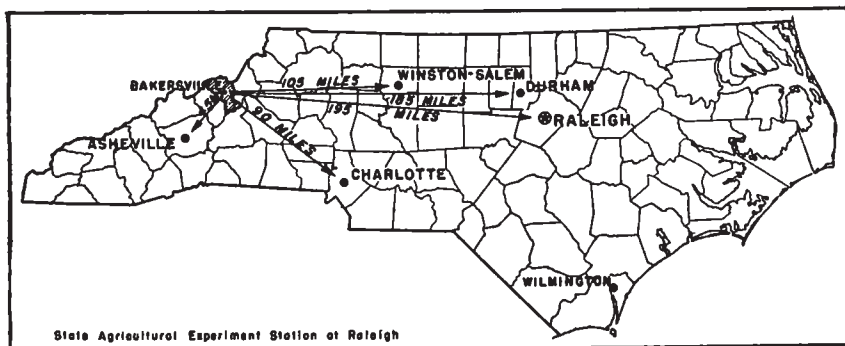 BAKERSVILLE
105 MILES
WINSTON-SALEM
185 MILES
DURHAM
195 MILES
RALEIGH
ASHEVILLE
90 MILES
CHARLOTTE
WILMINGTON
State Agricultural Experiment Station at Raleigh